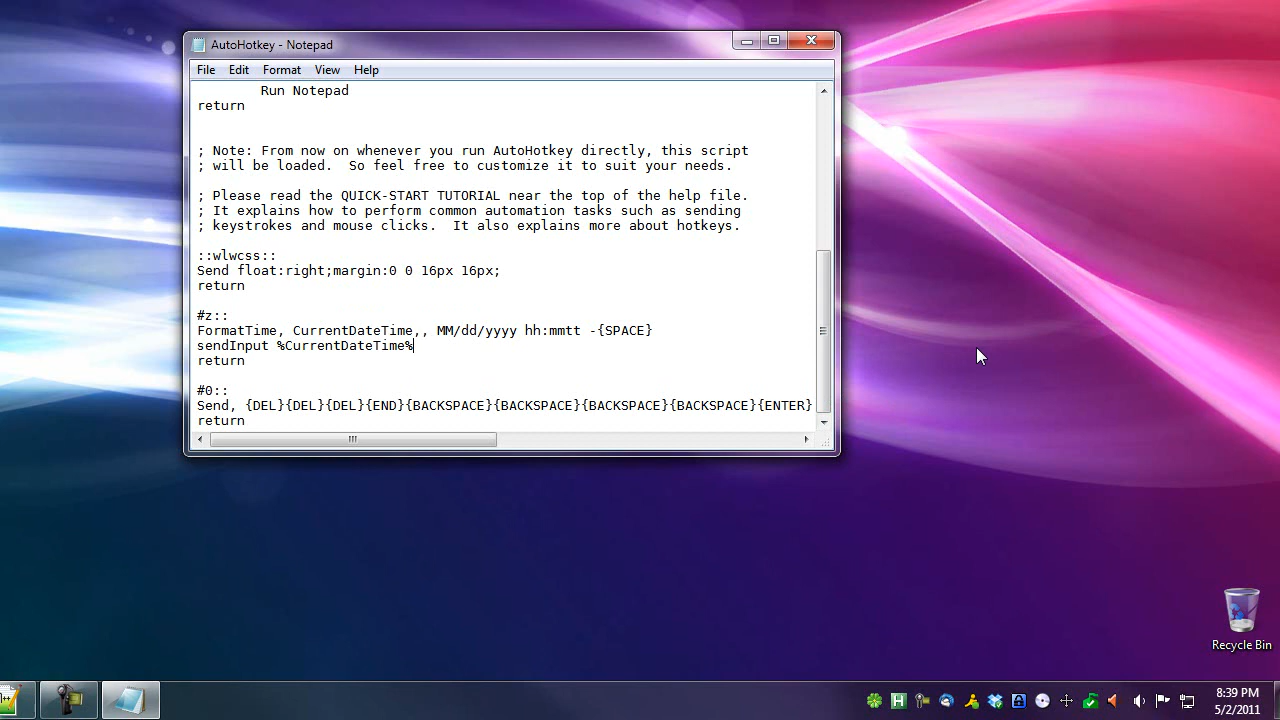 AutoHotkey - Notepad
File Edit Format View Help
Run Notepad
return
; Note: From now on whenever you run AutoHotkey directly, this script
; will be loaded.  So feel free to customize it to suit your needs.
; Please read the QUICK-START TUTORIAL near the top of the help file.
; It explains how to perform common automation tasks such as sending
; keystrokes and mouse clicks.  It also explains more about hotkeys.
::wlwcss::
Send float:right;margin:0 0 16px 16px;
return
#z::
FormatTime, CurrentDateTime,, MM/dd/yyyy hh:mmtt -{SPACE}
sendInput %CurrentDateTime%
return
#0::
Send, {DEL}{DEL}{DEL}{END}{BACKSPACE}{BACKSPACE}{BACKSPACE}{BACKSPACE}{ENTER}
return
Recycle Bin
H
8:39 PM
5/2/2011